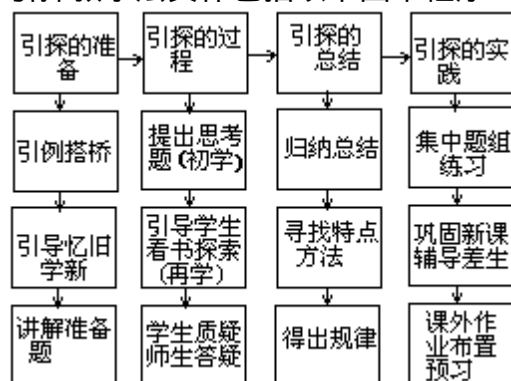 引探的准
备
引探的过
程
引探的
总结
引探的实
践
引例搭桥
提出思考
题(初学)
归纳总结
集中题组
练习
引导忆旧
学新
引导学生
看书探索
(再学)
寻找特点
方法
巩固新课
辅导差生
讲解准备
题
学生质疑
师生答疑
得出规律
课外作
业布置
预习